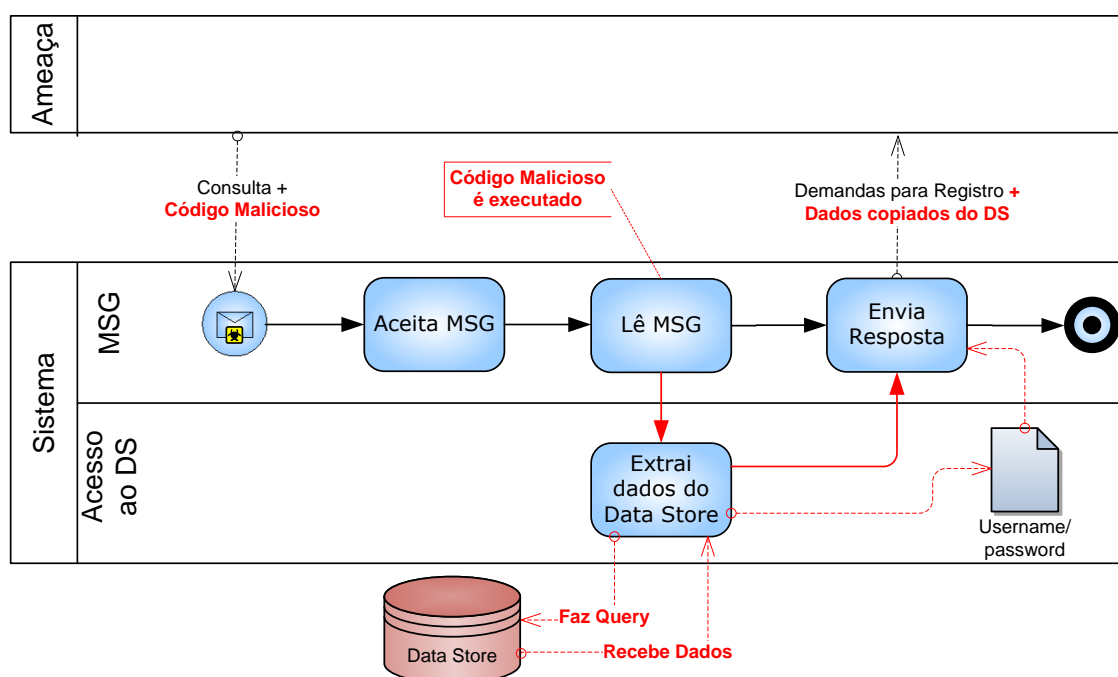 Ameaça
Consulta +
Código Malicioso
Código Malicioso
é executado
Demandas para Registro +
Dados copiados do DS
Sistema
MSG
Aceita MSG
Lê MSG
Envia
Resposta
Acesso
ao DS
Extrai
dados do
Data Store
Username/
password
Faz Query
Recebe Dados
Data Store